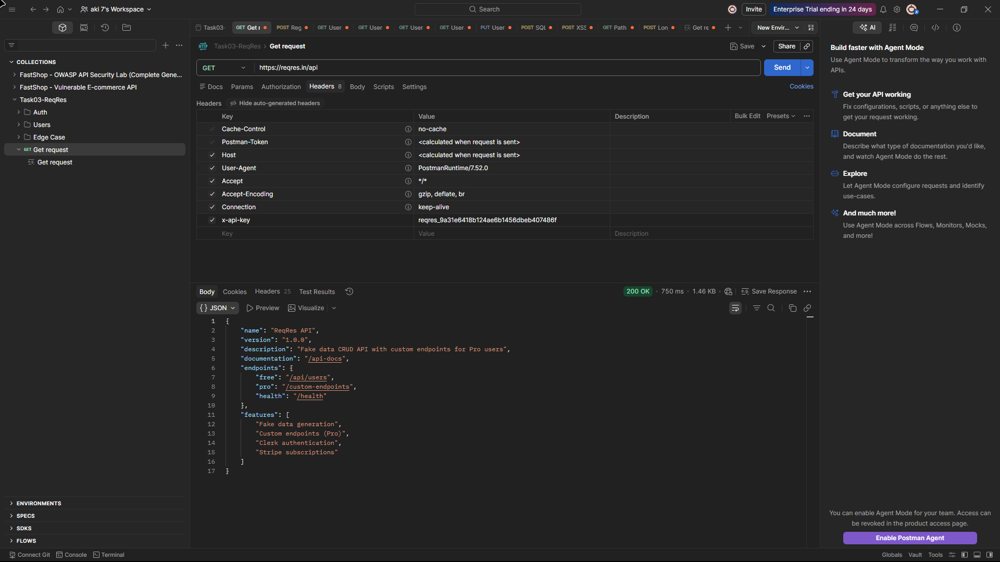 aki 7's Workspace
Search
Invite
Enterprise Trial ending in 24 days
Task03-
GET Get r
POST Reg
GET User
GET User
GET User
GET User.
PUT User
POST SQL
POST XSS
GET Path
POST Lon
Get re
New Envir...
AI
COLLECTIONS
FastShop - OWASP API Security Lab (Complete Gene...
FastShop - Vulnerable E-commerce API
Task03-ReqRes
Auth
Users
Edge Case
GET Get request
Get request
ENVIRONMENTS
SPECS
SDKS
FLOWS
HTTP Task03-ReqRes > Get request
Save
Share
GET https://reqres.in/api
Send
Docs Params Authorization Headers 8 Body Scripts Settings
Cookies
Headers Hide auto-generated headers
Key Value Description Bulk Edit Presets
Cache-Control no-cache
Postman-Token <calculated when request is sent>
Host <calculated when request is sent>
User-Agent PostmanRuntime/7.52.0
Accept */*
Accept-Encoding gzip, deflate, br
Connection keep-alive
x-api-key reqres_9a31e6418b124ae6b1456dbeb407486f
Key Value Description
Body Cookies Headers 25 Test Results
200 OK 750 ms 1.46 KB e.g. Save Response
{} JSON Preview Visualize
1 {
2 "name": "ReqRes API",
3 "version": "1.0.0",
4 "description": "Fake data CRUD API with custom endpoints for Pro users",
5 "documentation": "/api-docs",
6 "endpoints": {
7 "free": "/api/users",
8 "pro": "/custom-endpoints",
9 "health": "/health"
10 },
11 "features": [
12 "Fake data generation",
13 "Custom endpoints (Pro)",
14 "Clerk authentication",
15 "Stripe subscriptions"
16 ]
17 }
Build faster with Agent Mode
Use Agent Mode to transform the way you work with
APIs.
Get your API working
Fix configurations, scripts, or anything else to
get your request working.
Document
Describe what type of documentation you'd like,
and watch Agent Mode do the rest.
Explore
Let Agent Mode configure requests and identify
use-cases.
And much more!
Use Agent Mode across Flows, Monitors, Mocks,
and more!
You can enable Agent Mode for your team. Access can
be revoked in the product access page.
Enable Postman Agent
Connect Git Console Terminal
Globals Vault Tools